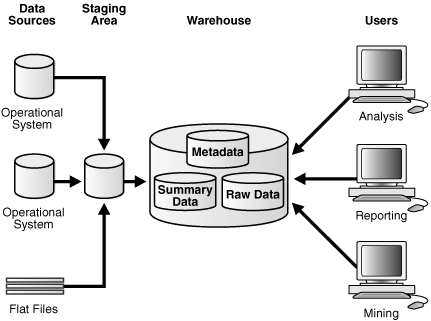 Data
Sources
Staging
Area
Warehouse
Users
Operational
System
Operational
System
Flat Files
Metadata
Summary
Data
Raw Data
Analysis
Reporting
Mining